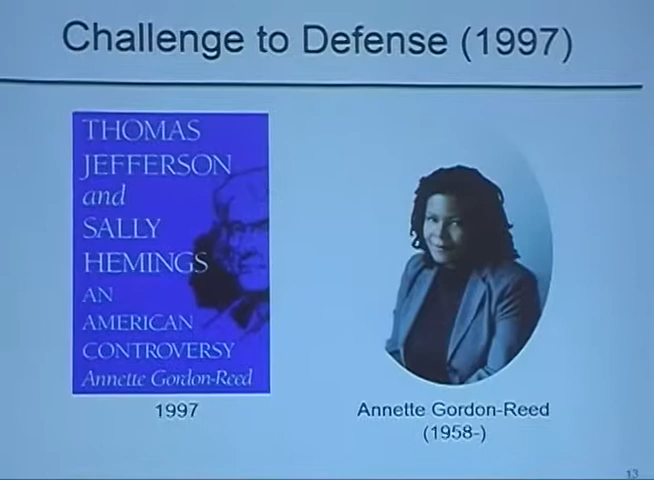 Challenge to Defense (1997)
THOMAS
JEFFERSON
and
SALLY
HEMINGS
AN
AMERICAN
CONTROVERSY
Annette Gordon-Reed
1997
Annette Gordon-Reed
(1958-)
13